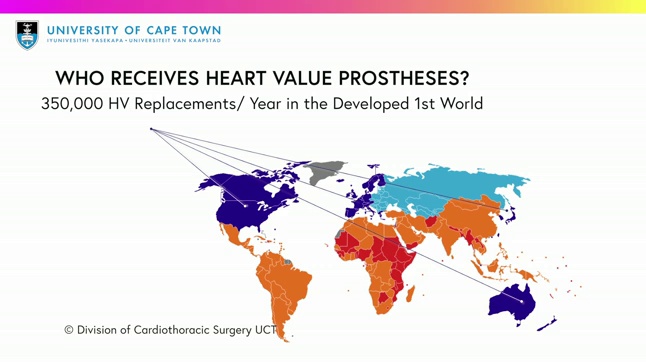 UNIVERSITY OF CAPE TOWN
IYUNIVESITHI YASEKAPA • UNIVERSITEIT VAN KAAPSTAD
WHO RECEIVES HEART VALUE PROSTHESES?
350,000 HV Replacements/ Year in the Developed 1st World
© Division of Cardiothoracic Surgery UCT